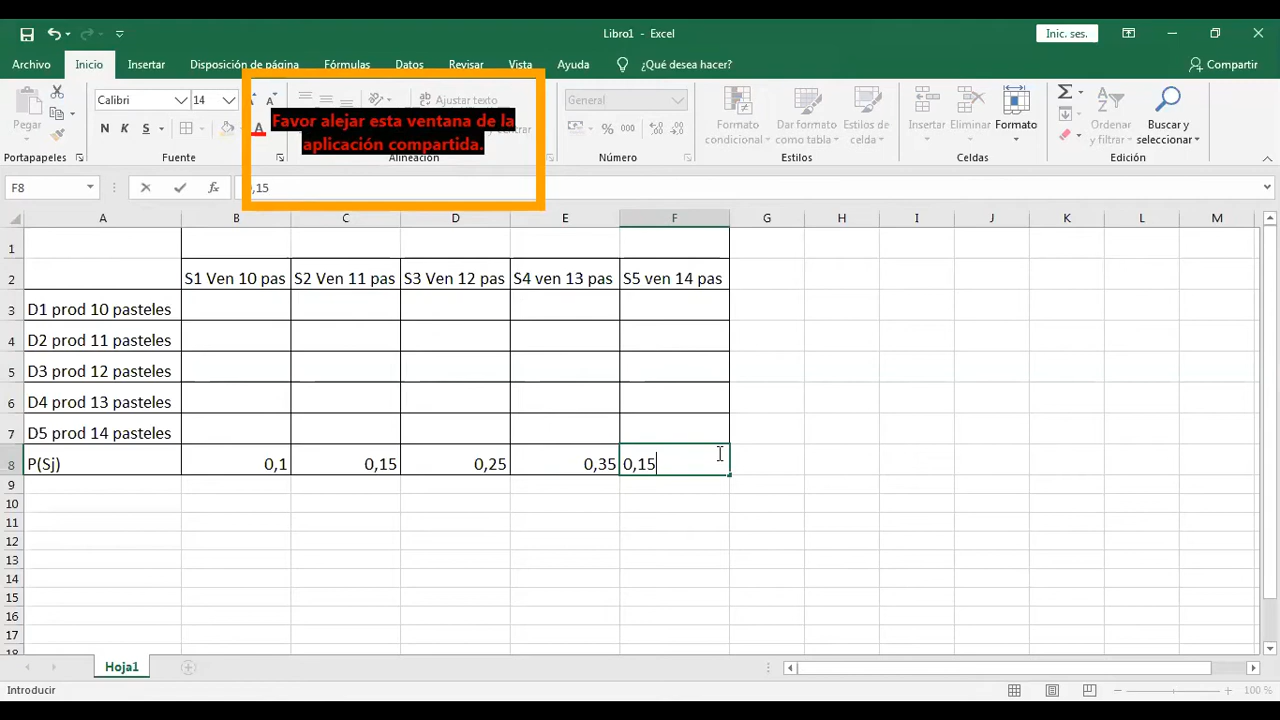 Libro1 - Excel
Inic. ses.
Archivo Inicio Insertar Disposición de página Fórmulas Datos Revisar Vista Ayuda ¿Qué desea hacer? Compartir
Pegar
Calibri 14
N K S
A
Ajustar texto
General
% 000
Formato condicional
Dar formato como tabla
Estilos de celda
Insertar Eliminar Formato
Ordenar y filtrar
Buscar y seleccionar
Favor alejar esta ventana de la
aplicación compartida.
Portapapeles Fuente Alineación Número Estilos Celdas Edición
F8 fx ,15
A B C D E F G H I J K L M
1
2 S1 Ven 10 pas S2 Ven 11 pas S3 Ven 12 pas S4 ven 13 pas S5 ven 14 pas
3 D1 prod 10 pasteles
4 D2 prod 11 pasteles
5 D3 prod 12 pasteles
6 D4 prod 13 pasteles
7 D5 prod 14 pasteles
8 P(Sj) 0,1 0,15 0,25 0,35 0,15
9
10
11
12
13
14
15
16
17
18
Hoja1
Introducir 100 %